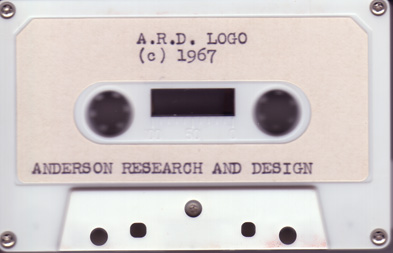 A.R.D. LOGO
(c) 1967
ANDERSON RESEARCH AND DESIGN